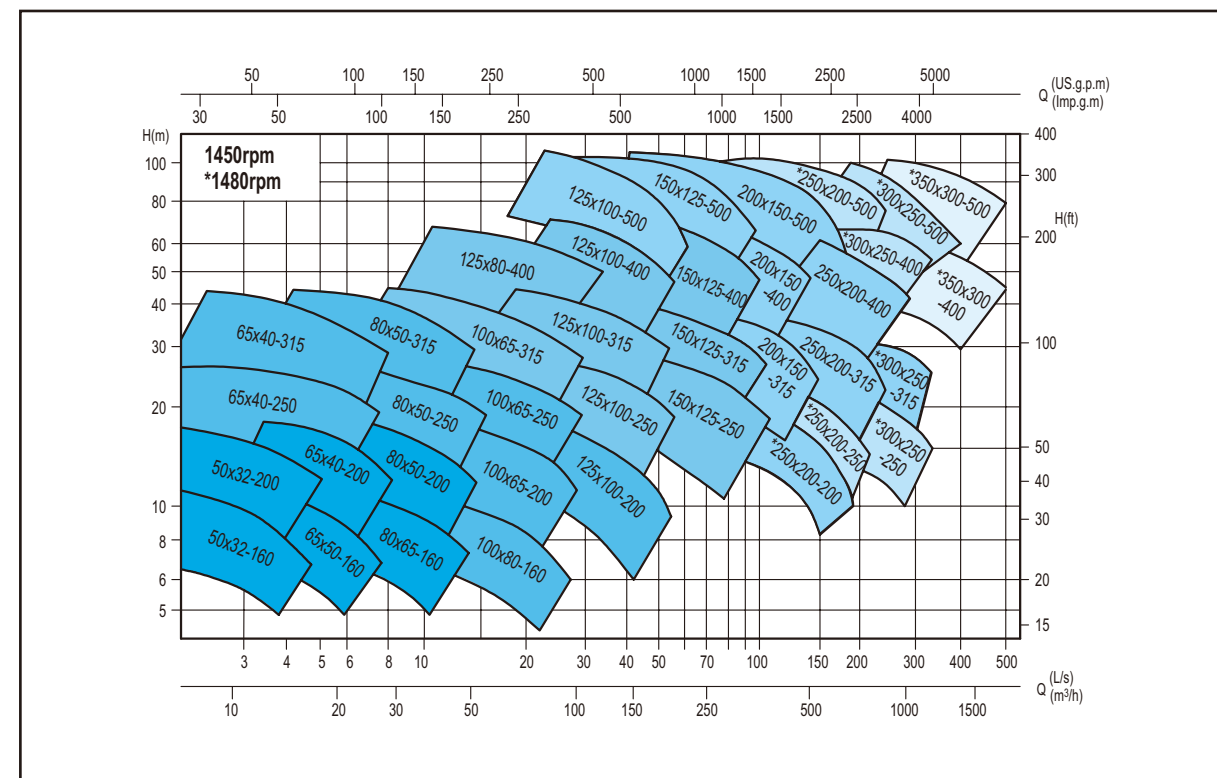 50 100 150 250 500 1000 1500 2500 5000
Q (US.g.p.m)
(Imp.g.m)
30 50 100 150 250 500 1000 1500 2500 4000
H(m)
1450rpm
*1480rpm
100
80
60
50
40
30
20
10
8
6
5
400
300
H(ft)
200
100
50
40
30
20
15
125x100-500
150x125-500
200x150-500
*250x200-500
*300x250-500
*350x300-500
125x80-400
125x100-400
150x125-400
200x150
-400
250x200-400
*300x250-400
*350x300
-400
65x40-315
80x50-315
100x65-315
125x100-315
150x125-315
200x150
-315
250x200-315
*300x250
-315
65x40-250
80x50-250
100x65-250
125x100-250
150x125-250
*250x200-250
*300x250
-250
50x32-200
65x40-200
80x50-200
100x65-200
125x100-200
*250x200-200
50x32-160
65x50-160
80x65-160
100x80-160
3 4 5 6 8 10 20 30 40 50 70 100 150 200 300 400 500
Q (L/s)
(m³/h)
10 20 30 50 100 150 250 500 1000 1500